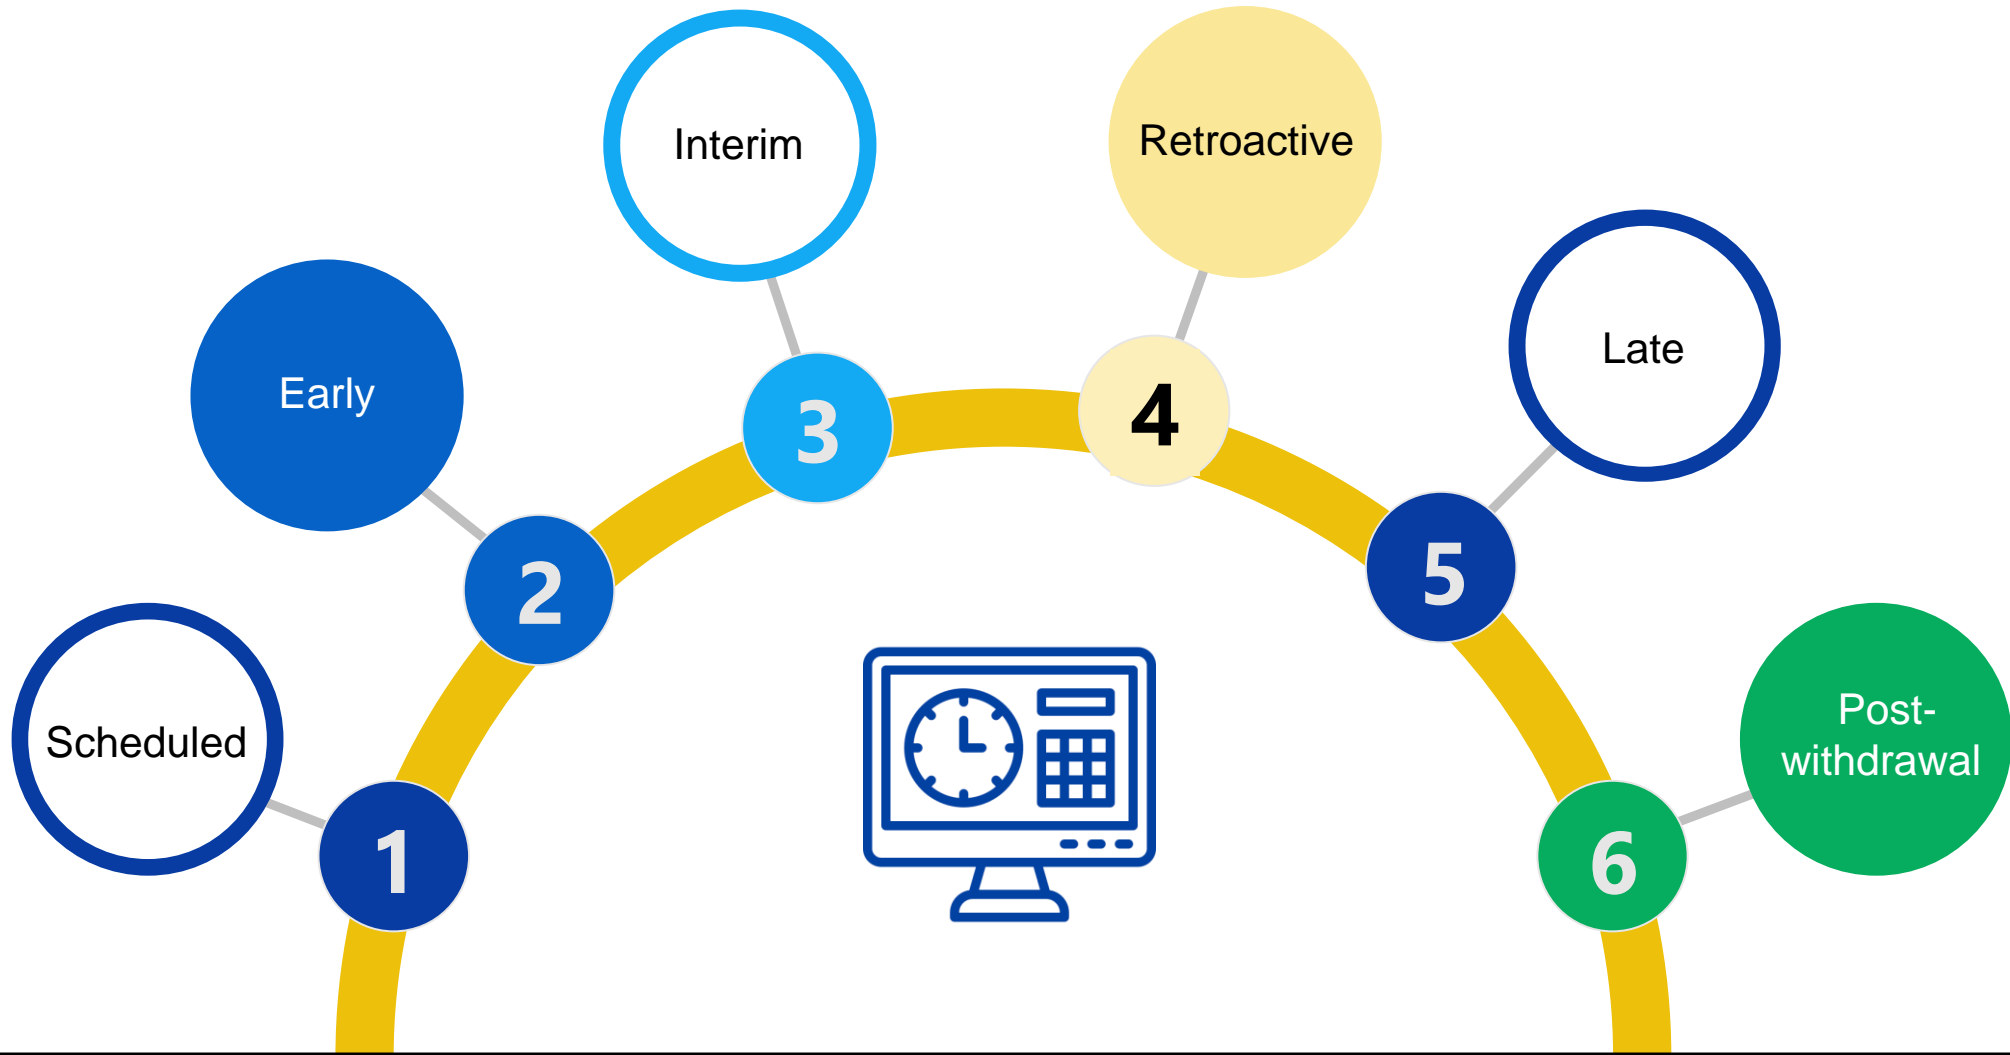 1
Scheduled
2
Early
3
Interim
4
Retroactive
5
Late
6
Post-
withdrawal